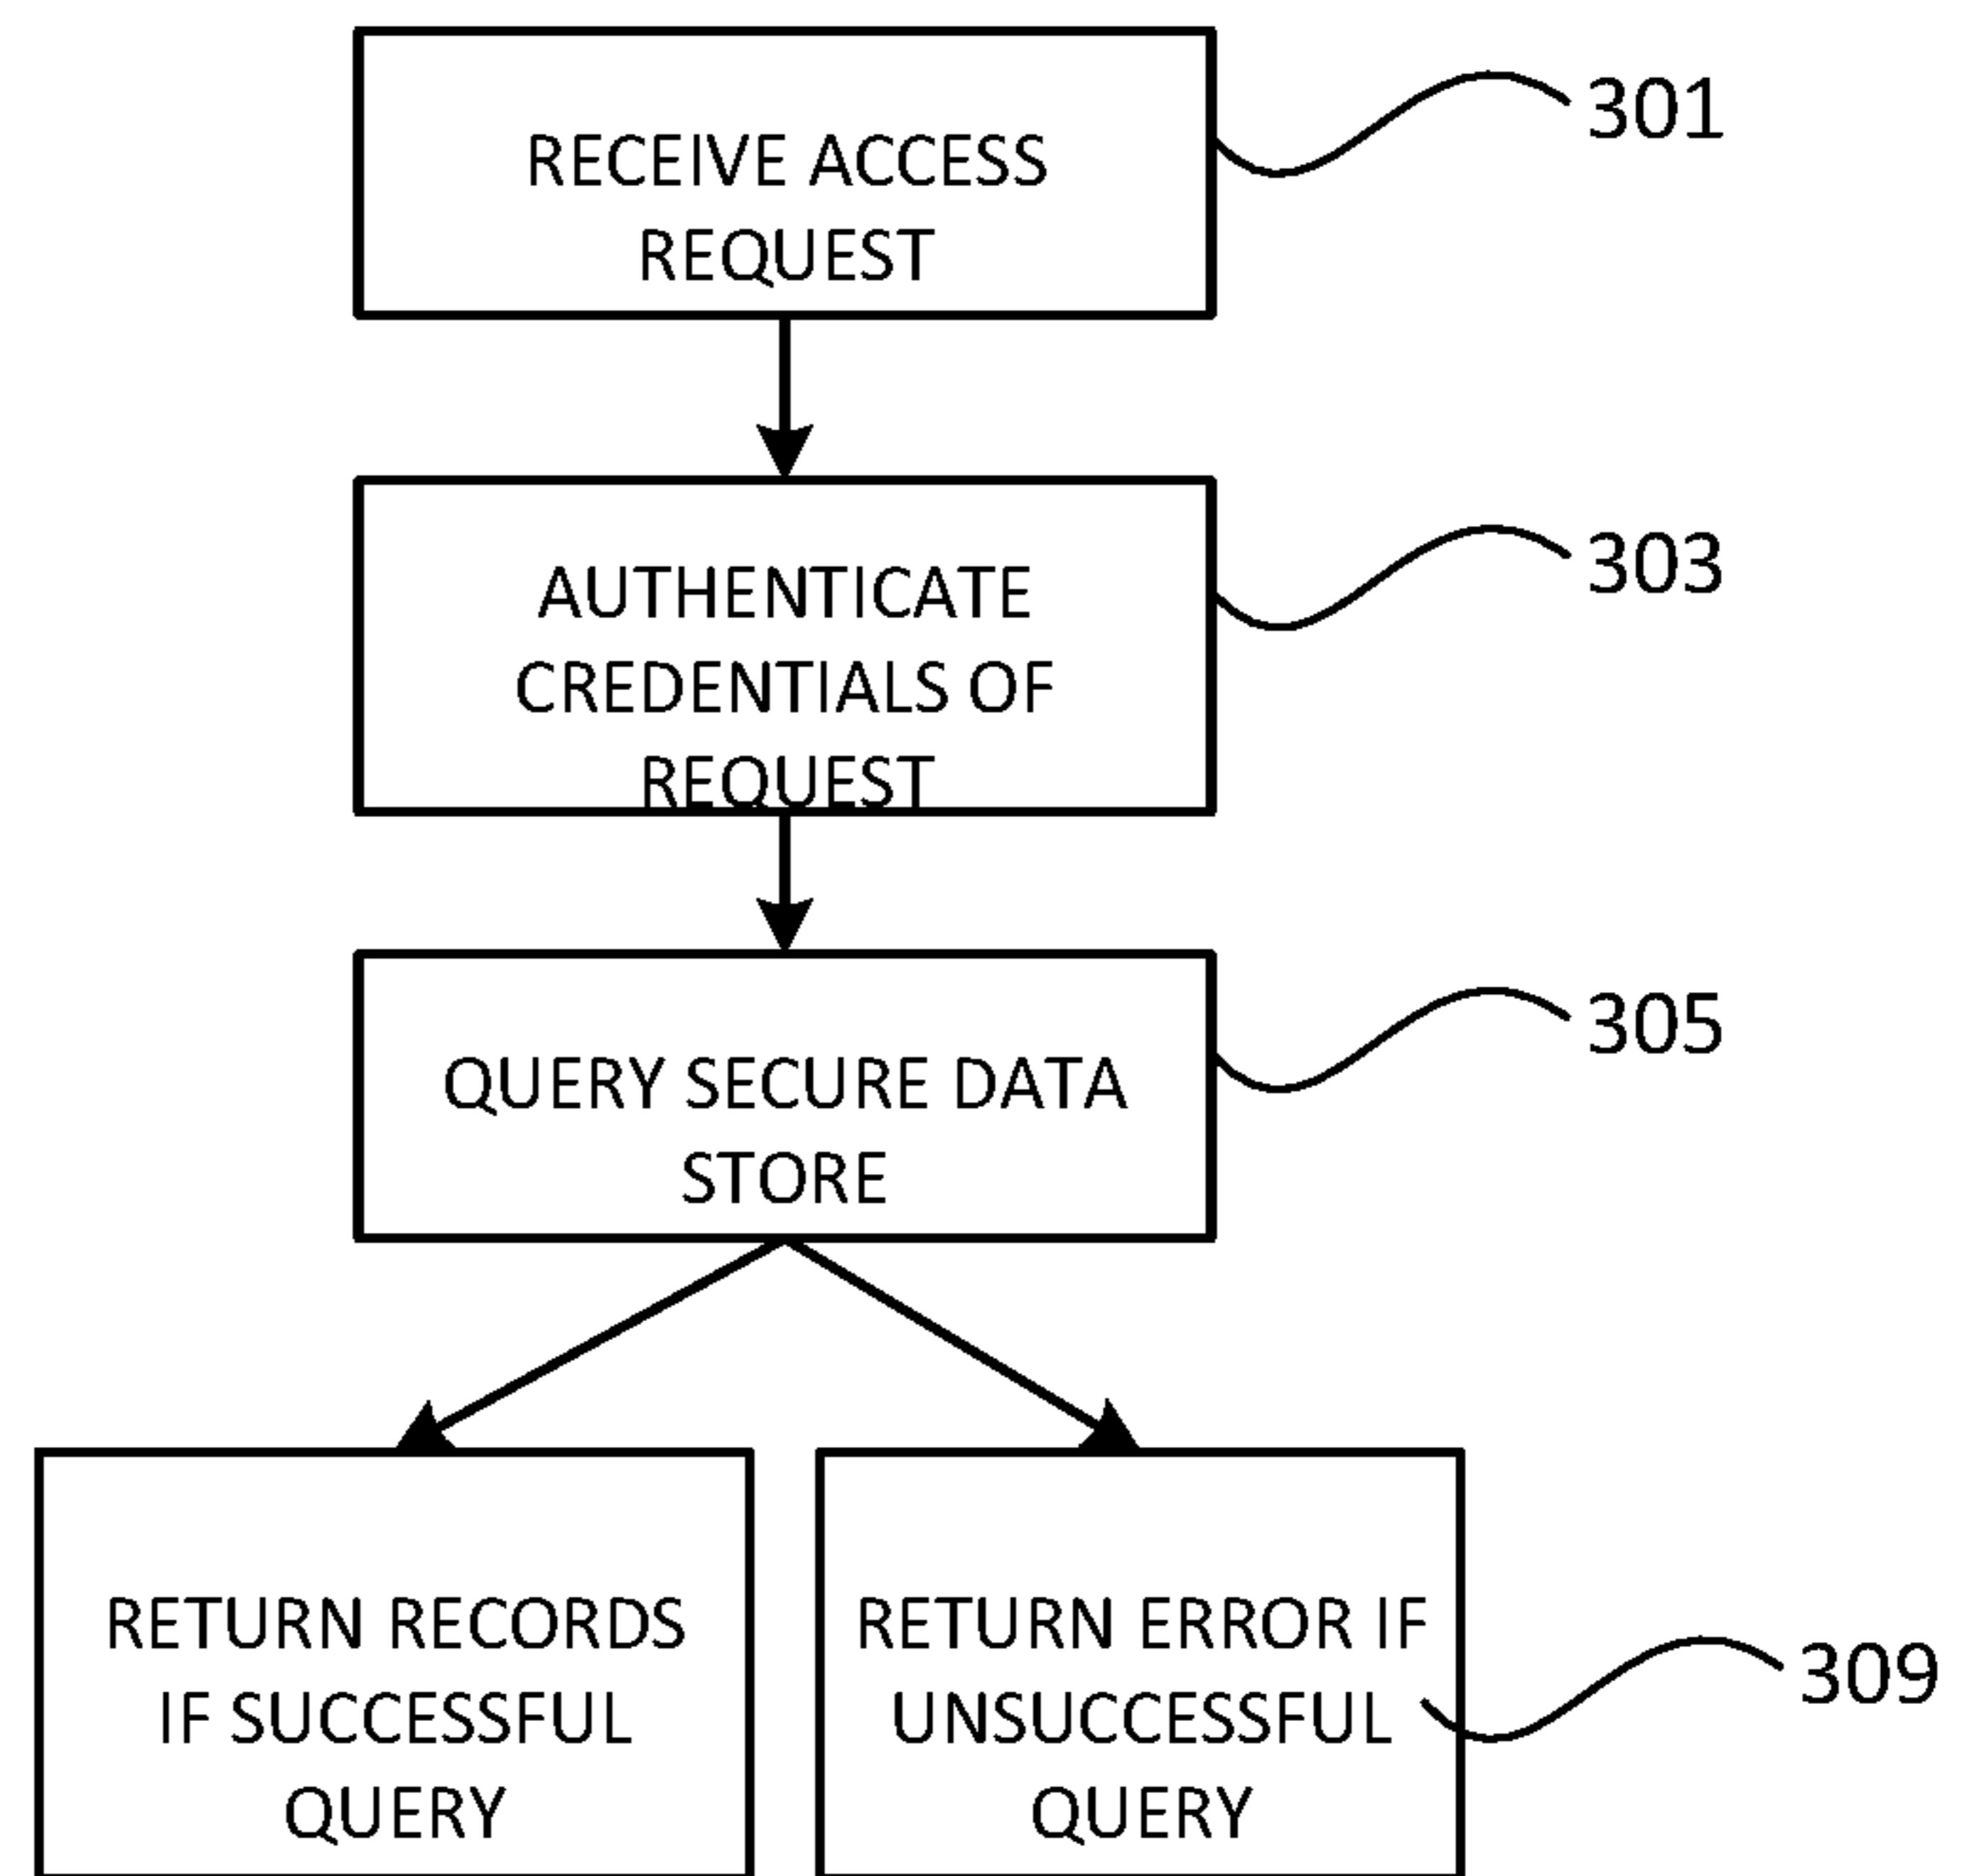 RECEIVE ACCESS
REQUEST
301
AUTHENTICATE
CREDENTIALS OF
REQUEST
303
QUERY SECURE DATA
STORE
305
RETURN RECORDS
IF SUCCESSFUL
QUERY
RETURN ERROR IF
UNSUCCESSFUL
QUERY
309